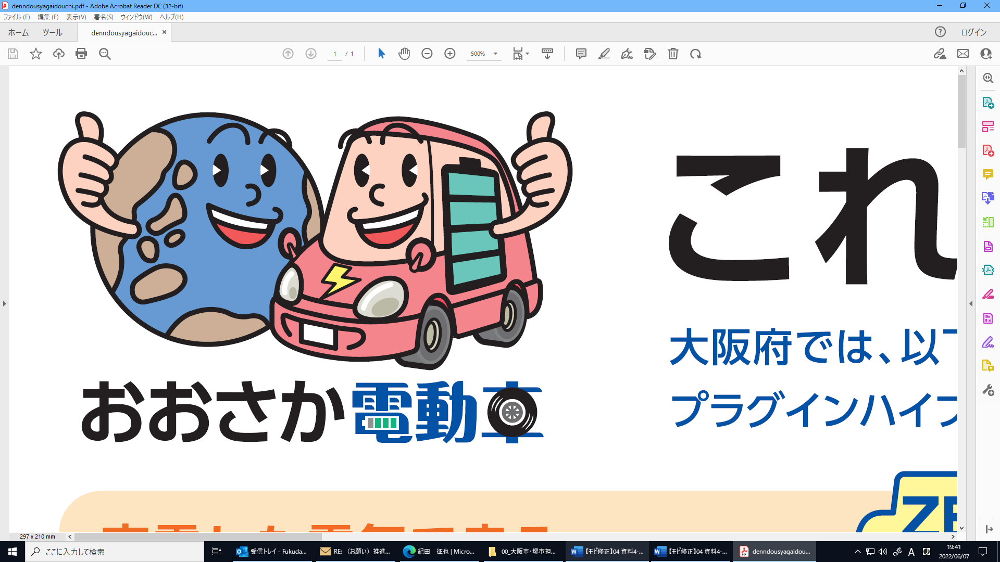 denndousyagaidouchi.pdf - Adobe Acrobat Reader DC (32-bit)
ファイル (F) 編集 (E) 表示(V) 署名(S) ウィンドウ(W) ヘルプ(H)
ホーム ツール denndousyagaidouc... × ログイン
1 / 1 500%
これ
大阪府では、以
プラグインハイ
おおさか電動車
297 x 210 mm
ここに入力して検索
受信トレイ - Fukuda...
RE: （お願い）推進...
紀田 征也 | Micro...
00_大阪市・堺市担...
【モビ修正】04 資料4-...
【モビ修正】04 資料4-...
denndousyagaidou...
A
19:41
2022/06/07